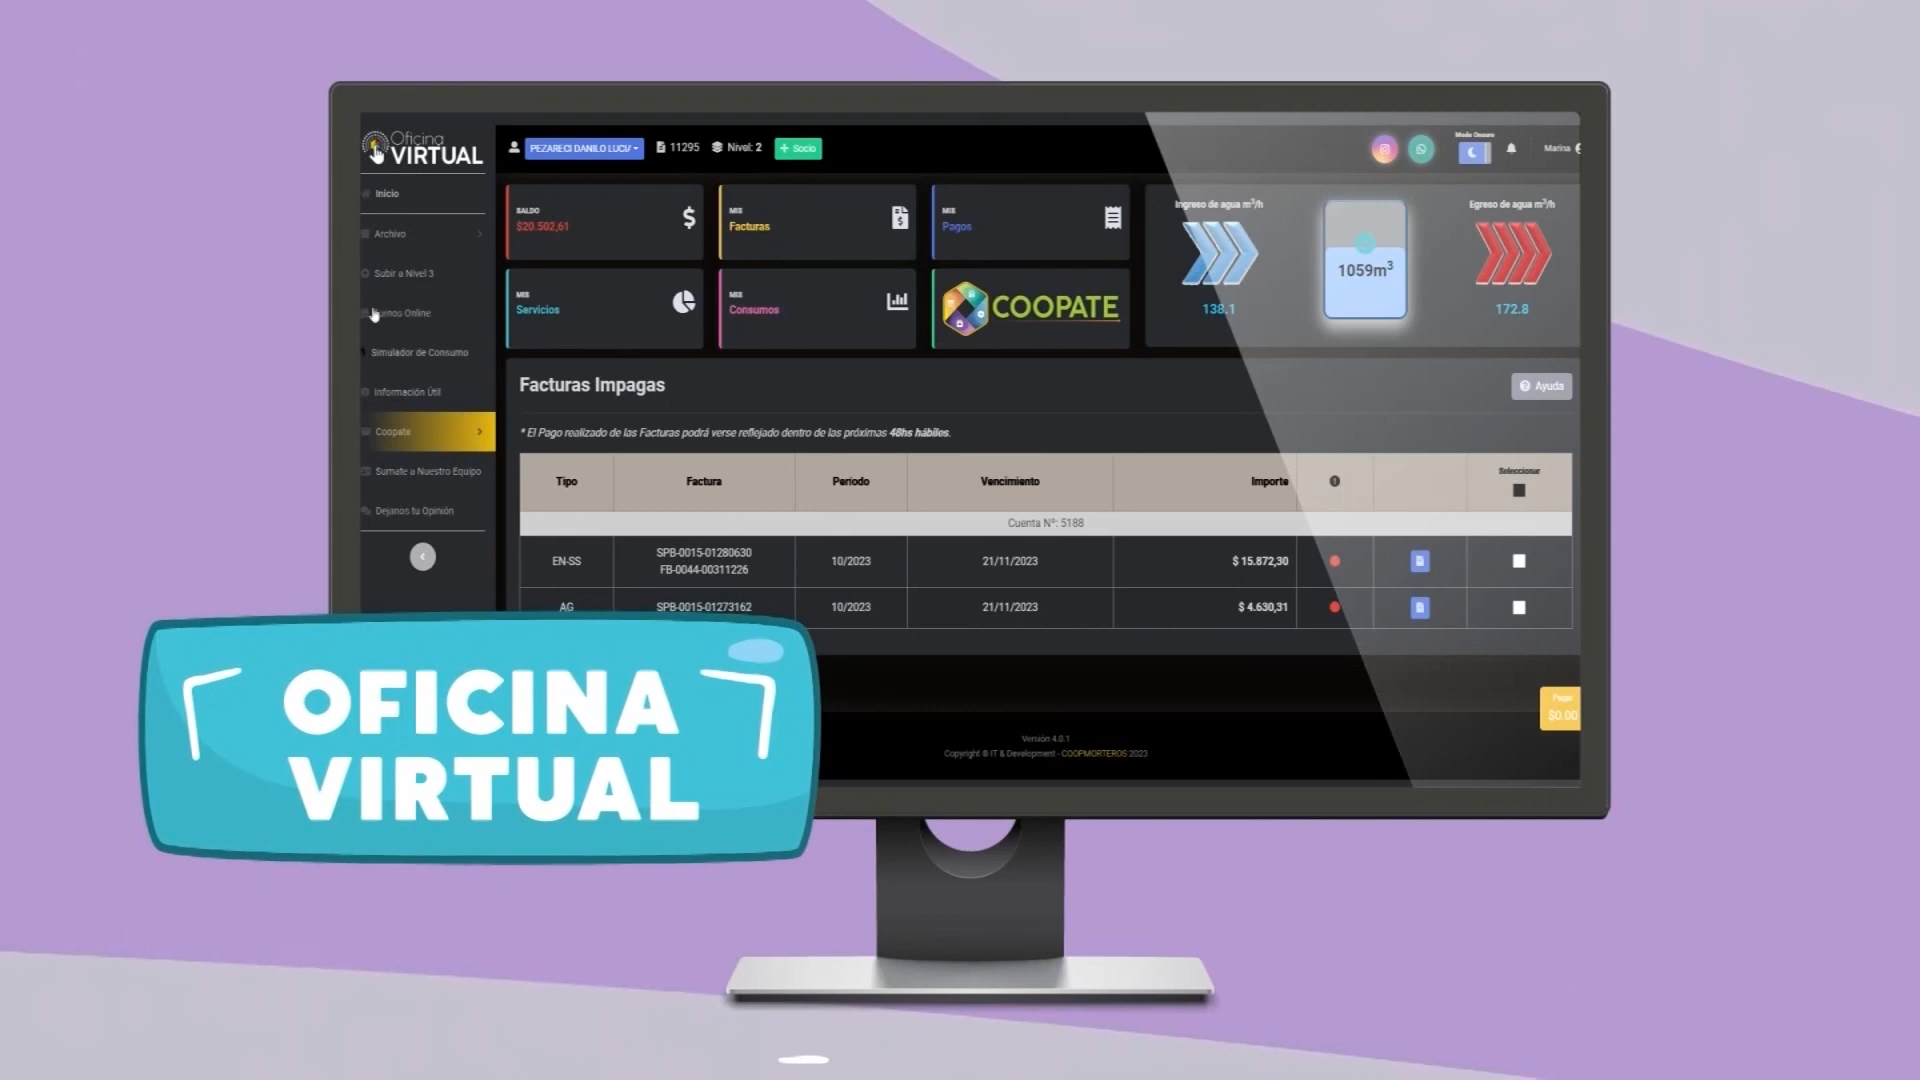 Oficina
VIRTUAL
PEZARECI DANILO LUCI/
11295
Nivel: 2
+ Socio
Modo Oscuro
Marina
Inicio
Archivo
Subir a Nivel 3
Online
Simulador de Consumo
Información Útil
Coopate
Sumate a Nuestro Equipo
Dejanos tu Opinión
SALDO
$20.502,61
MIS
Facturas
MIS
Pagos
MIS
Servicios
MIS
Consumos
COOPATE
Ingreso de agua m³/h
138.1
1059m³
Egreso de agua m³/h
172.8
Facturas Impagas
Ayuda
* El Pago realizado de las Facturas podrá verse reflejado dentro de las próximas 48hs hábiles.
Tipo Factura Período Vencimiento Importe Seleccionar
Cuenta Nº: 5188
EN-SS SPB-0015-01280630 FB-0044-00311226 10/2023 21/11/2023 $ 15.872,30
AG SPB-0015-01273162 10/2023 21/11/2023 $ 4.630,31
Pagar
$0.00
Versión 4.0.1
Copyright © IT & Development - COOPMORTEROS 2023
OFICINA
VIRTUAL